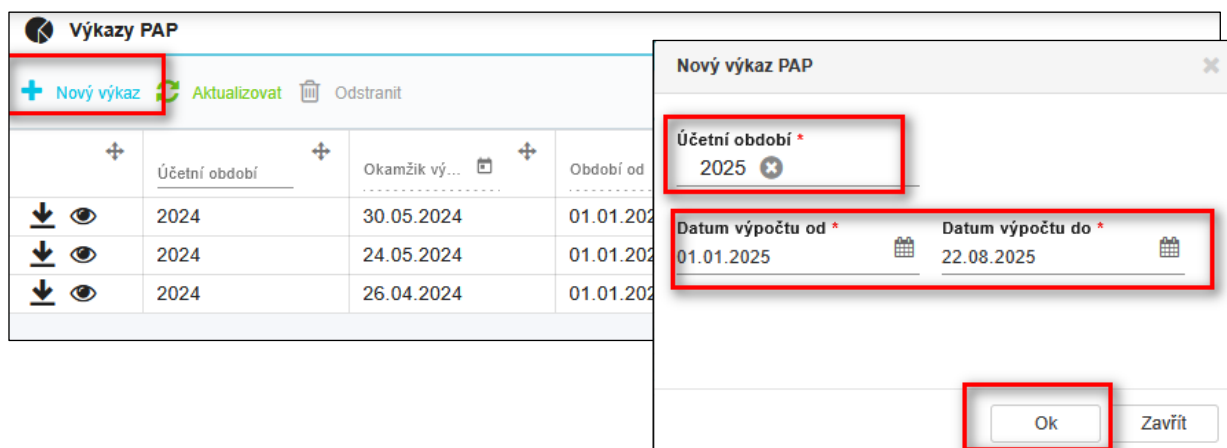 Výkazy PAP
Nový výkaz Aktualizovat Odstranit
Účetní období Okamžik vý... Období od
2024 30.05.2024 01.01.202
2024 24.05.2024 01.01.202
2024 26.04.2024 01.01.202
Nový výkaz PAP
Účetní období *
2025
Datum výpočtu od * Datum výpočtu do *
01.01.2025 22.08.2025
Ok Zavřít